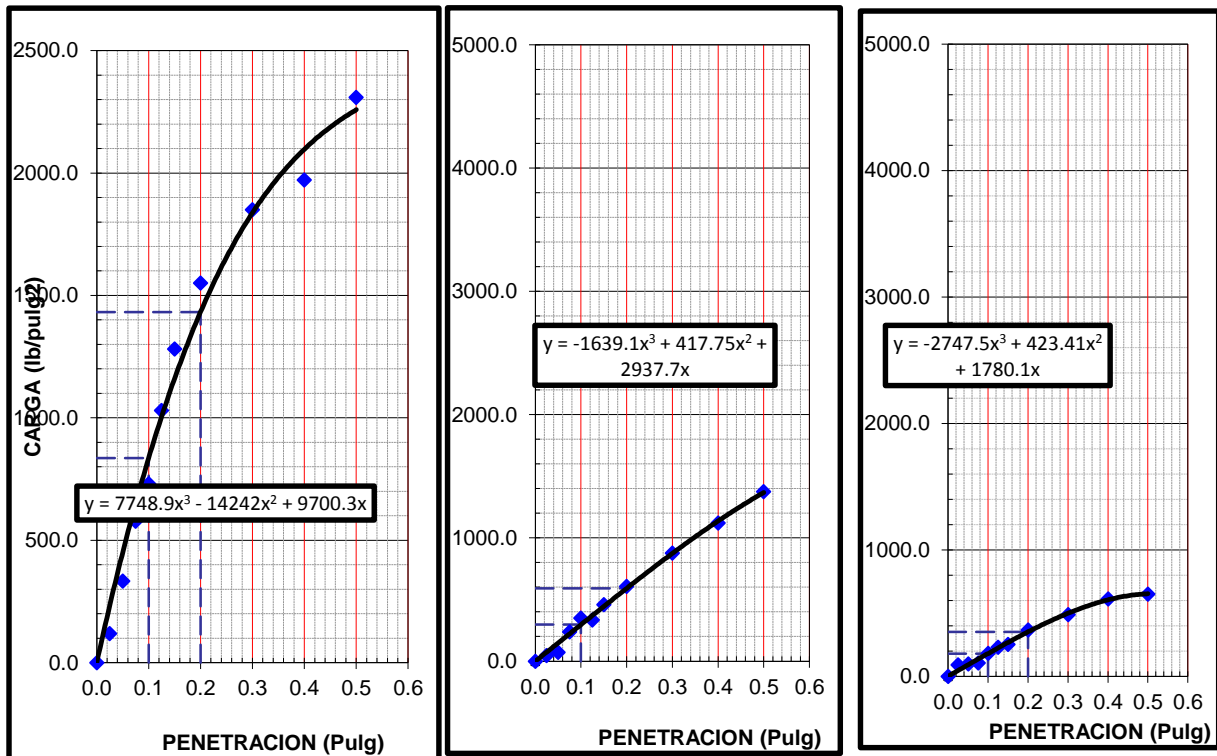 2500.0
2000.0
1500.0
1000.0
500.0
0.0
CARGA (lb/pulg2)
y = 7748.9x³ - 14242x² + 9700.3x
0.0 0.1 0.2 0.3 0.4 0.5 0.6
PENETRACION (Pulg)
5000.0
4000.0
3000.0
2000.0
1000.0
0.0
y = -1639.1x³ + 417.75x² +
2937.7x
0.0 0.1 0.2 0.3 0.4 0.5 0.6
PENETRACION (Pulg)
5000.0
4000.0
3000.0
2000.0
1000.0
0.0
y = -2747.5x³ + 423.41x²
+ 1780.1x
0.0 0.1 0.2 0.3 0.4 0.5 0.6
PENETRACION (Pulg)